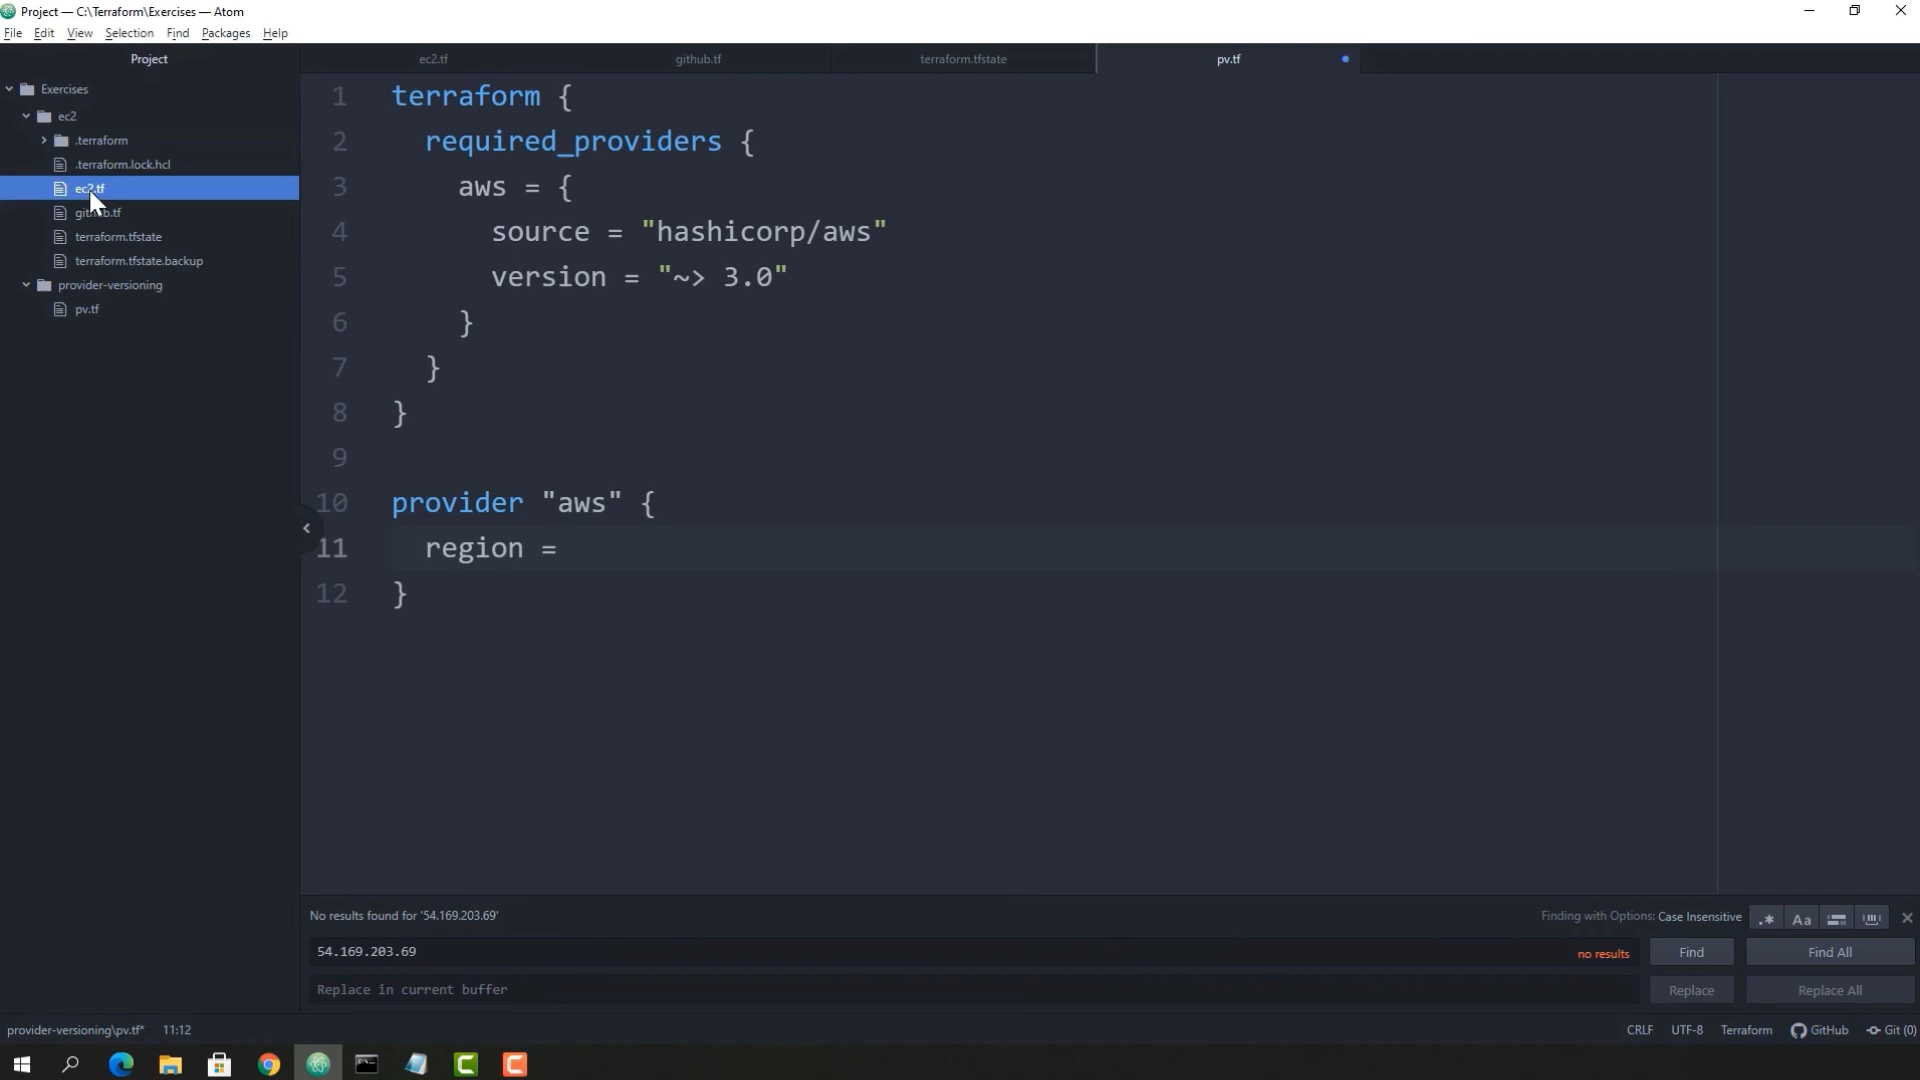 Project — C:\Terraform\Exercises — Atom
File Edit View Selection Find Packages Help
Project
ec2.tf github.tf terraform.tfstate pv.tf
Exercises
ec2
.terraform
.terraform.lock.hcl
ec2.tf
github.tf
terraform.tfstate
terraform.tfstate.backup
provider-versioning
pv.tf
1 terraform {
2 required_providers {
3 aws = {
4 source = "hashicorp/aws"
5 version = "~> 3.0"
6 }
7 }
8 }
9
10 provider "aws" {
11 region =
12 }
No results found for '54.169.203.69'
Finding with Options: Case Insensitive
.* Aa
54.169.203.69 no results Find Find All
Replace in current buffer Replace Replace All
provider-versioning\pv.tf* 11:12 CRLF UTF-8 Terraform GitHub Git (0)